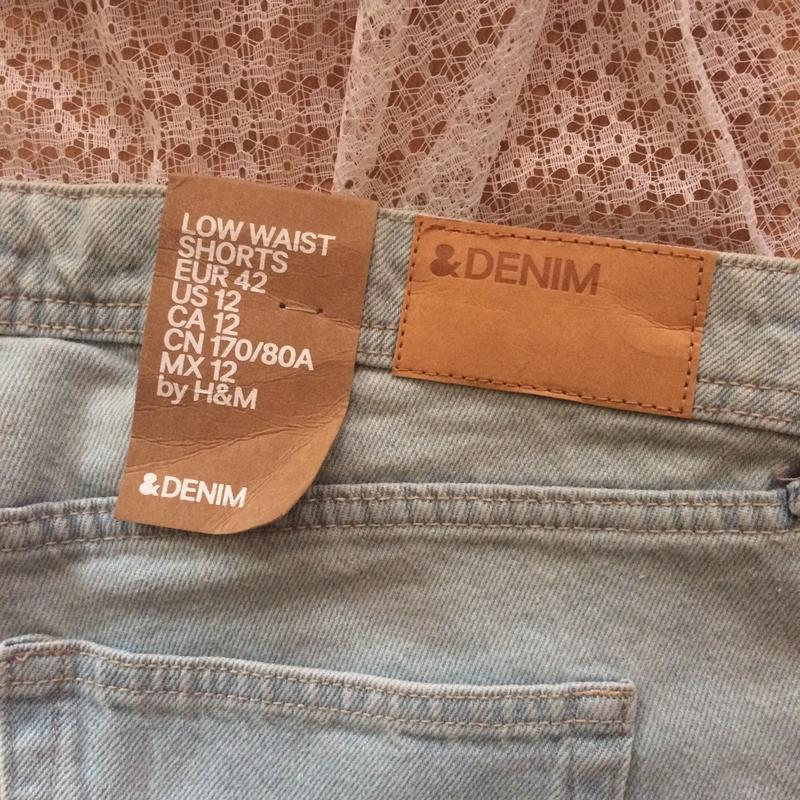 LOW WAIST
SHORTS
EUR 42
US 12
CA 12
CN 170/80A
MX 12
by H&M
&DENIM
&DENIM